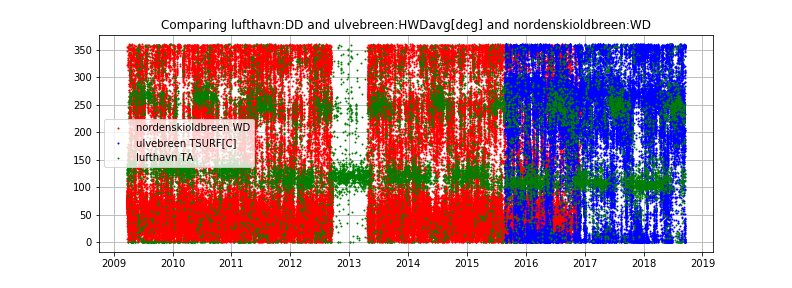 Comparing lufthavn:DD and ulvebreen:HWDavg[deg] and nordenskioldbreen:WD
350
300
250
200
150
100
50
0
nordenskioldbreen WD
ulvebreen TSURF[C]
lufthavn TA
2009 2010 2011 2012 2013 2014 2015 2016 2017 2018 2019